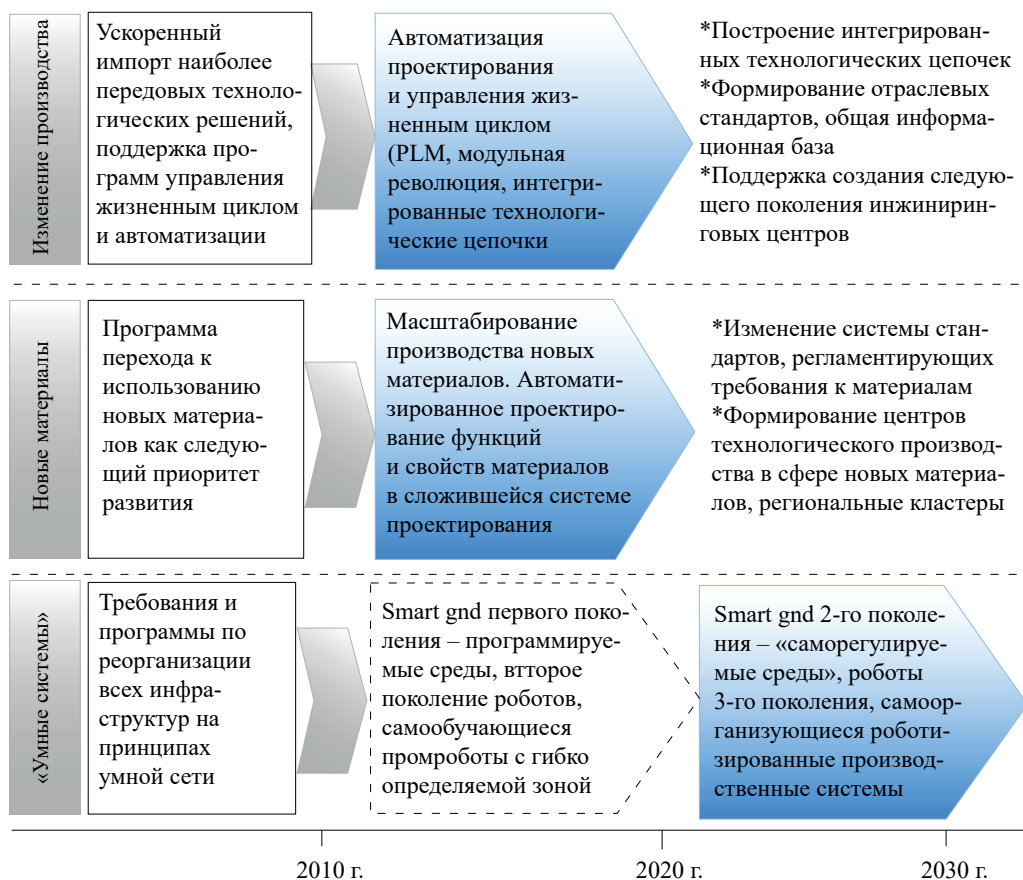 Изменение производства
Ускоренный
импорт наиболее
передовых техноло-
гических решений,
поддержка про-
грамм управления
жизненным циклом
и автоматизации
Автоматизация
проектирования
и управления жиз-
ненным циклом
(PLM, модульная
революция, интегри-
рованные технологи-
ческие цепочки
*Построение интегрирован-
ных технологических цепочек
*Формирование отраслевых
стандартов, общая информа-
ционная база
*Поддержка создания следую-
щего поколения инжинирин-
говых центров
Новые материалы
Программа
перехода к
использованию
новых материа-
лов как следую-
щий приоритет
развития
Масштабирование
производства новых
материалов. Автомати-
зированное проектиро-
вание функций
и свойств материалов
в сложившейся системе
проектирования
*Изменение системы стан-
дартов, регламентирующих
требования к материалам
*Формирование центров
технологического производ-
ства в сфере новых материа-
лов, региональные кластеры
«Умные системы»
Требования и
программы по
реорганизации
всех инфра-
структур на
принципах
умной сети
Smart gnd первого поко-
ления – программируе-
мые среды, втторое
поколение роботов,
самообучающиеся
промроботы с гибко
определяемой зоной
Smart gnd 2-го поколе-
ния – «саморегулируе-
мые среды», роботы
3-го поколения, самоор-
ганизующиеся роботи-
зированные производ-
ственные системы
2010 г.
2020 г.
2030 г.